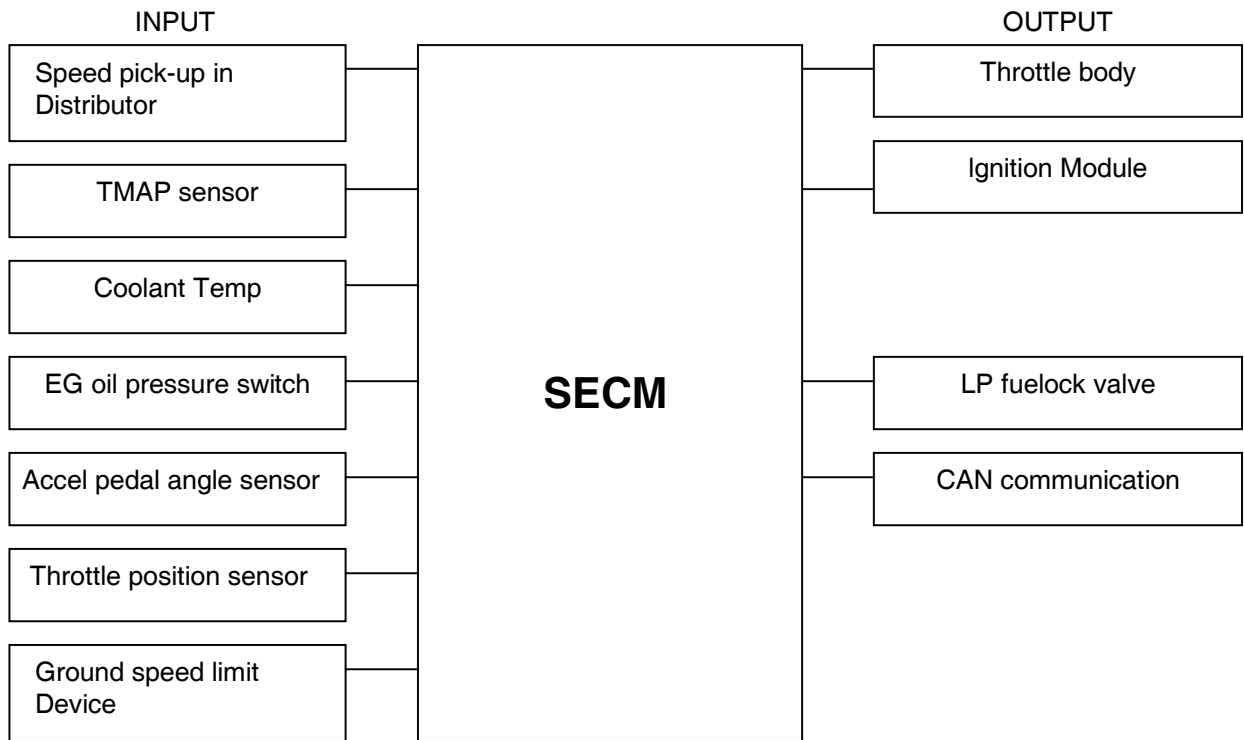 INPUT
OUTPUT
Speed pick-up in
Distributor
TMAP sensor
Coolant Temp
EG oil pressure switch
Accel pedal angle sensor
Throttle position sensor
Ground speed limit
Device
SECM
Throttle body
Ignition Module
LP fuelock valve
CAN communication